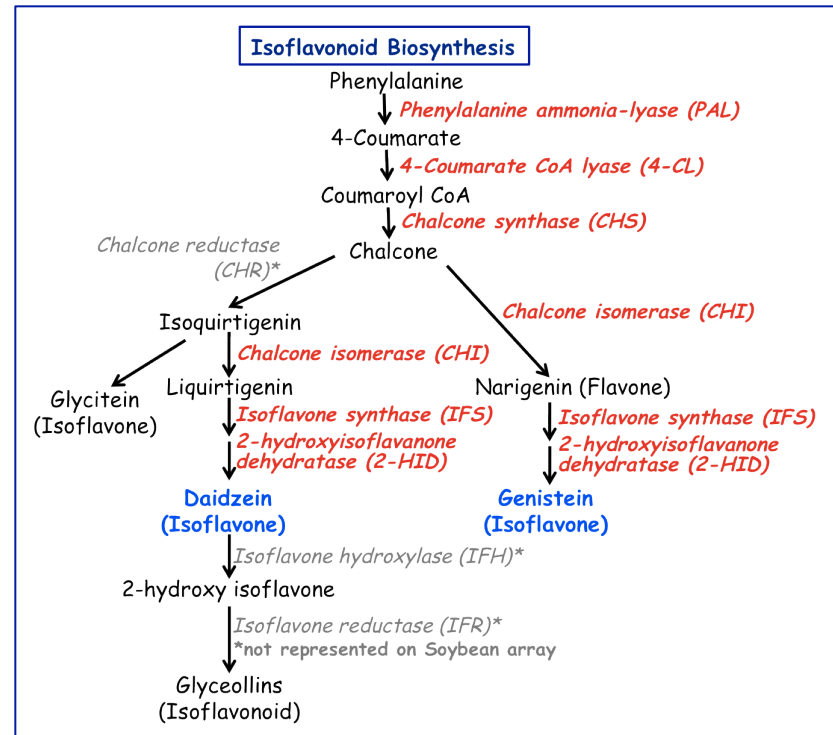 Isoflavonoid Biosynthesis
Phenylalanine
Phenylalanine ammonia-lyase (PAL)
4-Coumarate
4-Coumarate CoA lyase (4-CL)
Coumaroyl CoA
Chalcone synthase (CHS)
Chalcone reductase
(CHR)*
Chalcone
Chalcone isomerase (CHI)
Isoquirtigenin
Chalcone isomerase (CHI)
Glycitein
(Isoflavone)
Liquirtigenin
Narigenin (Flavone)
Isoflavone synthase (IFS)
2-hydroxyisoflavanone
dehydratase (2-HID)
Isoflavone synthase (IFS)
2-hydroxyisoflavanone
dehydratase (2-HID)
Daidzein
(Isoflavone)
Genistein
(Isoflavone)
Isoflavone hydroxylase (IFH)*
2-hydroxy isoflavone
Isoflavone reductase (IFR)*
*not represented on Soybean array
Glyceollins
(Isoflavonoid)